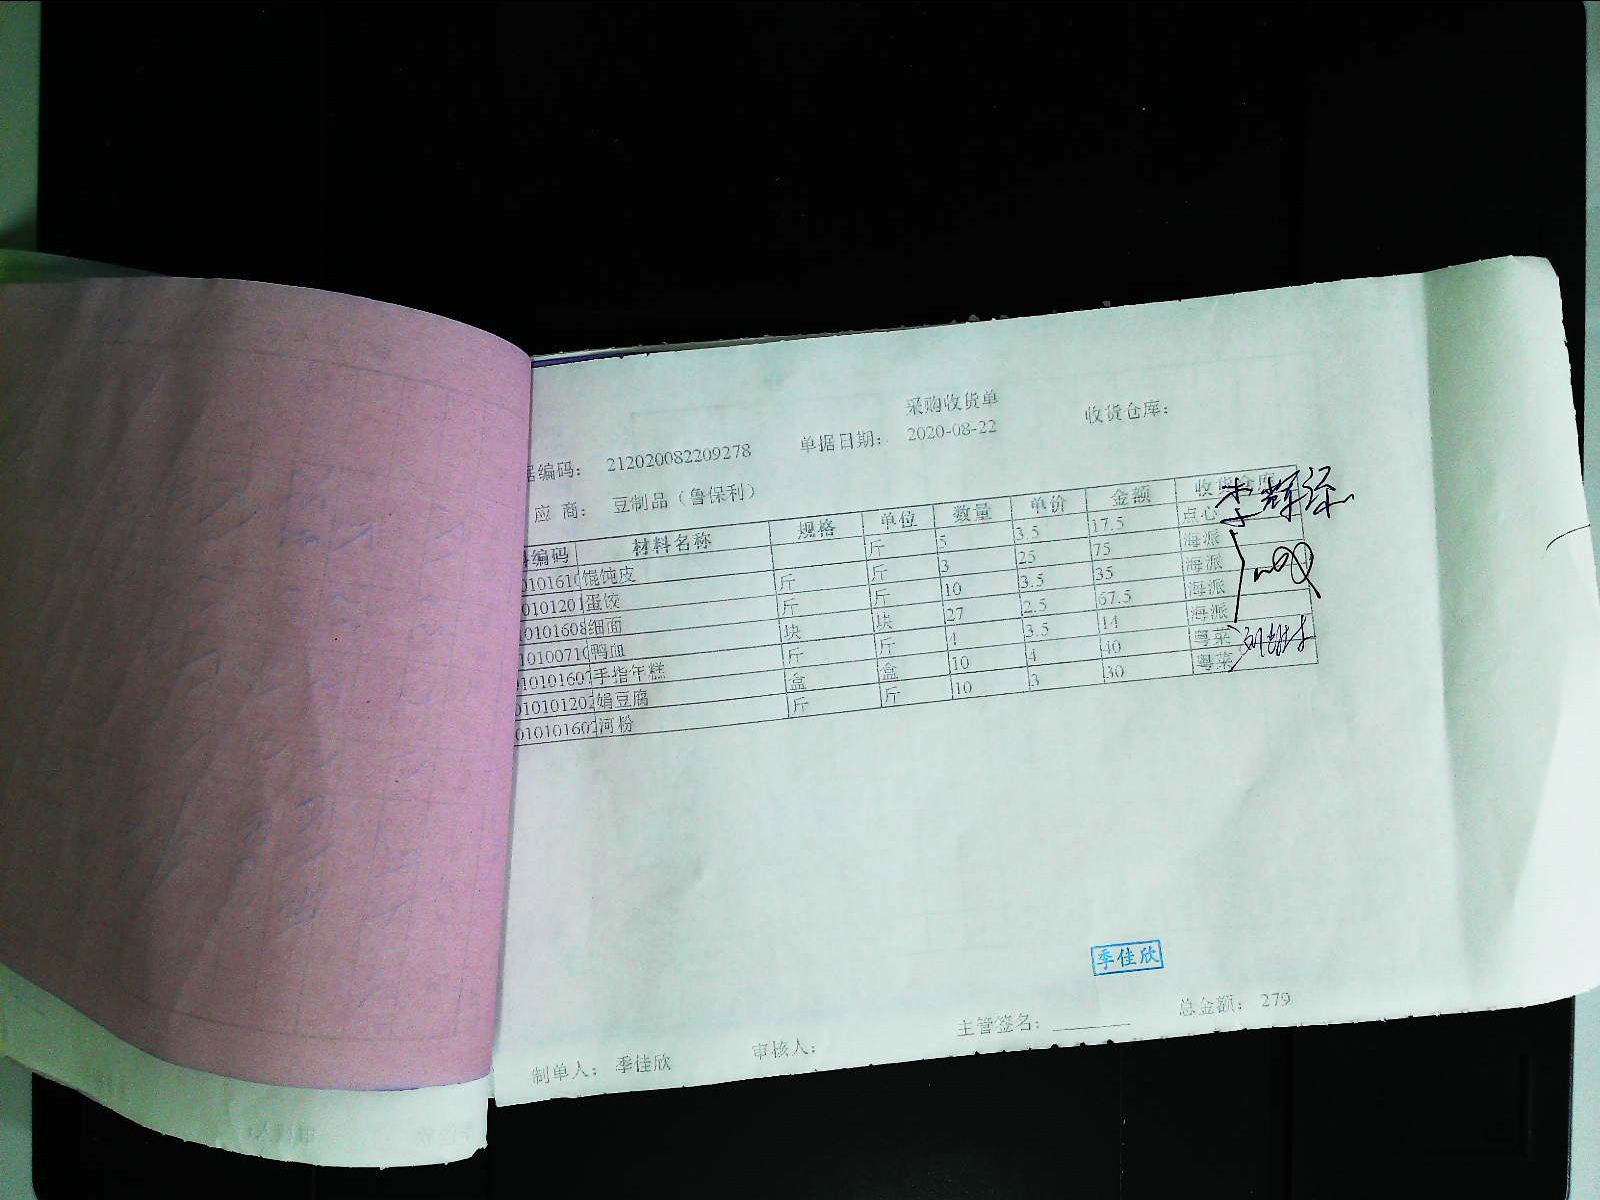 采购收货单
据编码： 212020082209278 单据日期： 2020-08-22 收货仓库：
应 商： 豆制品（鲁保利）
编码 材料名称 规格 单位 数量 单价 金额 收货
010161 馄饨皮 斤 5 3.5 17.5 点心
0101201 蛋饺 斤 斤 3 25 75 海派
0101608 细面 斤 斤 10 3.5 35 海派
010071 鸭血 块 块 27 2.5 67.5 海派
0101607 手指年糕 斤 斤 4 3.5 14 海派
0101202 娟豆腐 盒 盒 10 4 40 粤菜
0101602 河粉 斤 斤 10 3 30 粤菜
季佳欣
制单人： 季佳欣 审核人： 主管签名： 总金额： 279